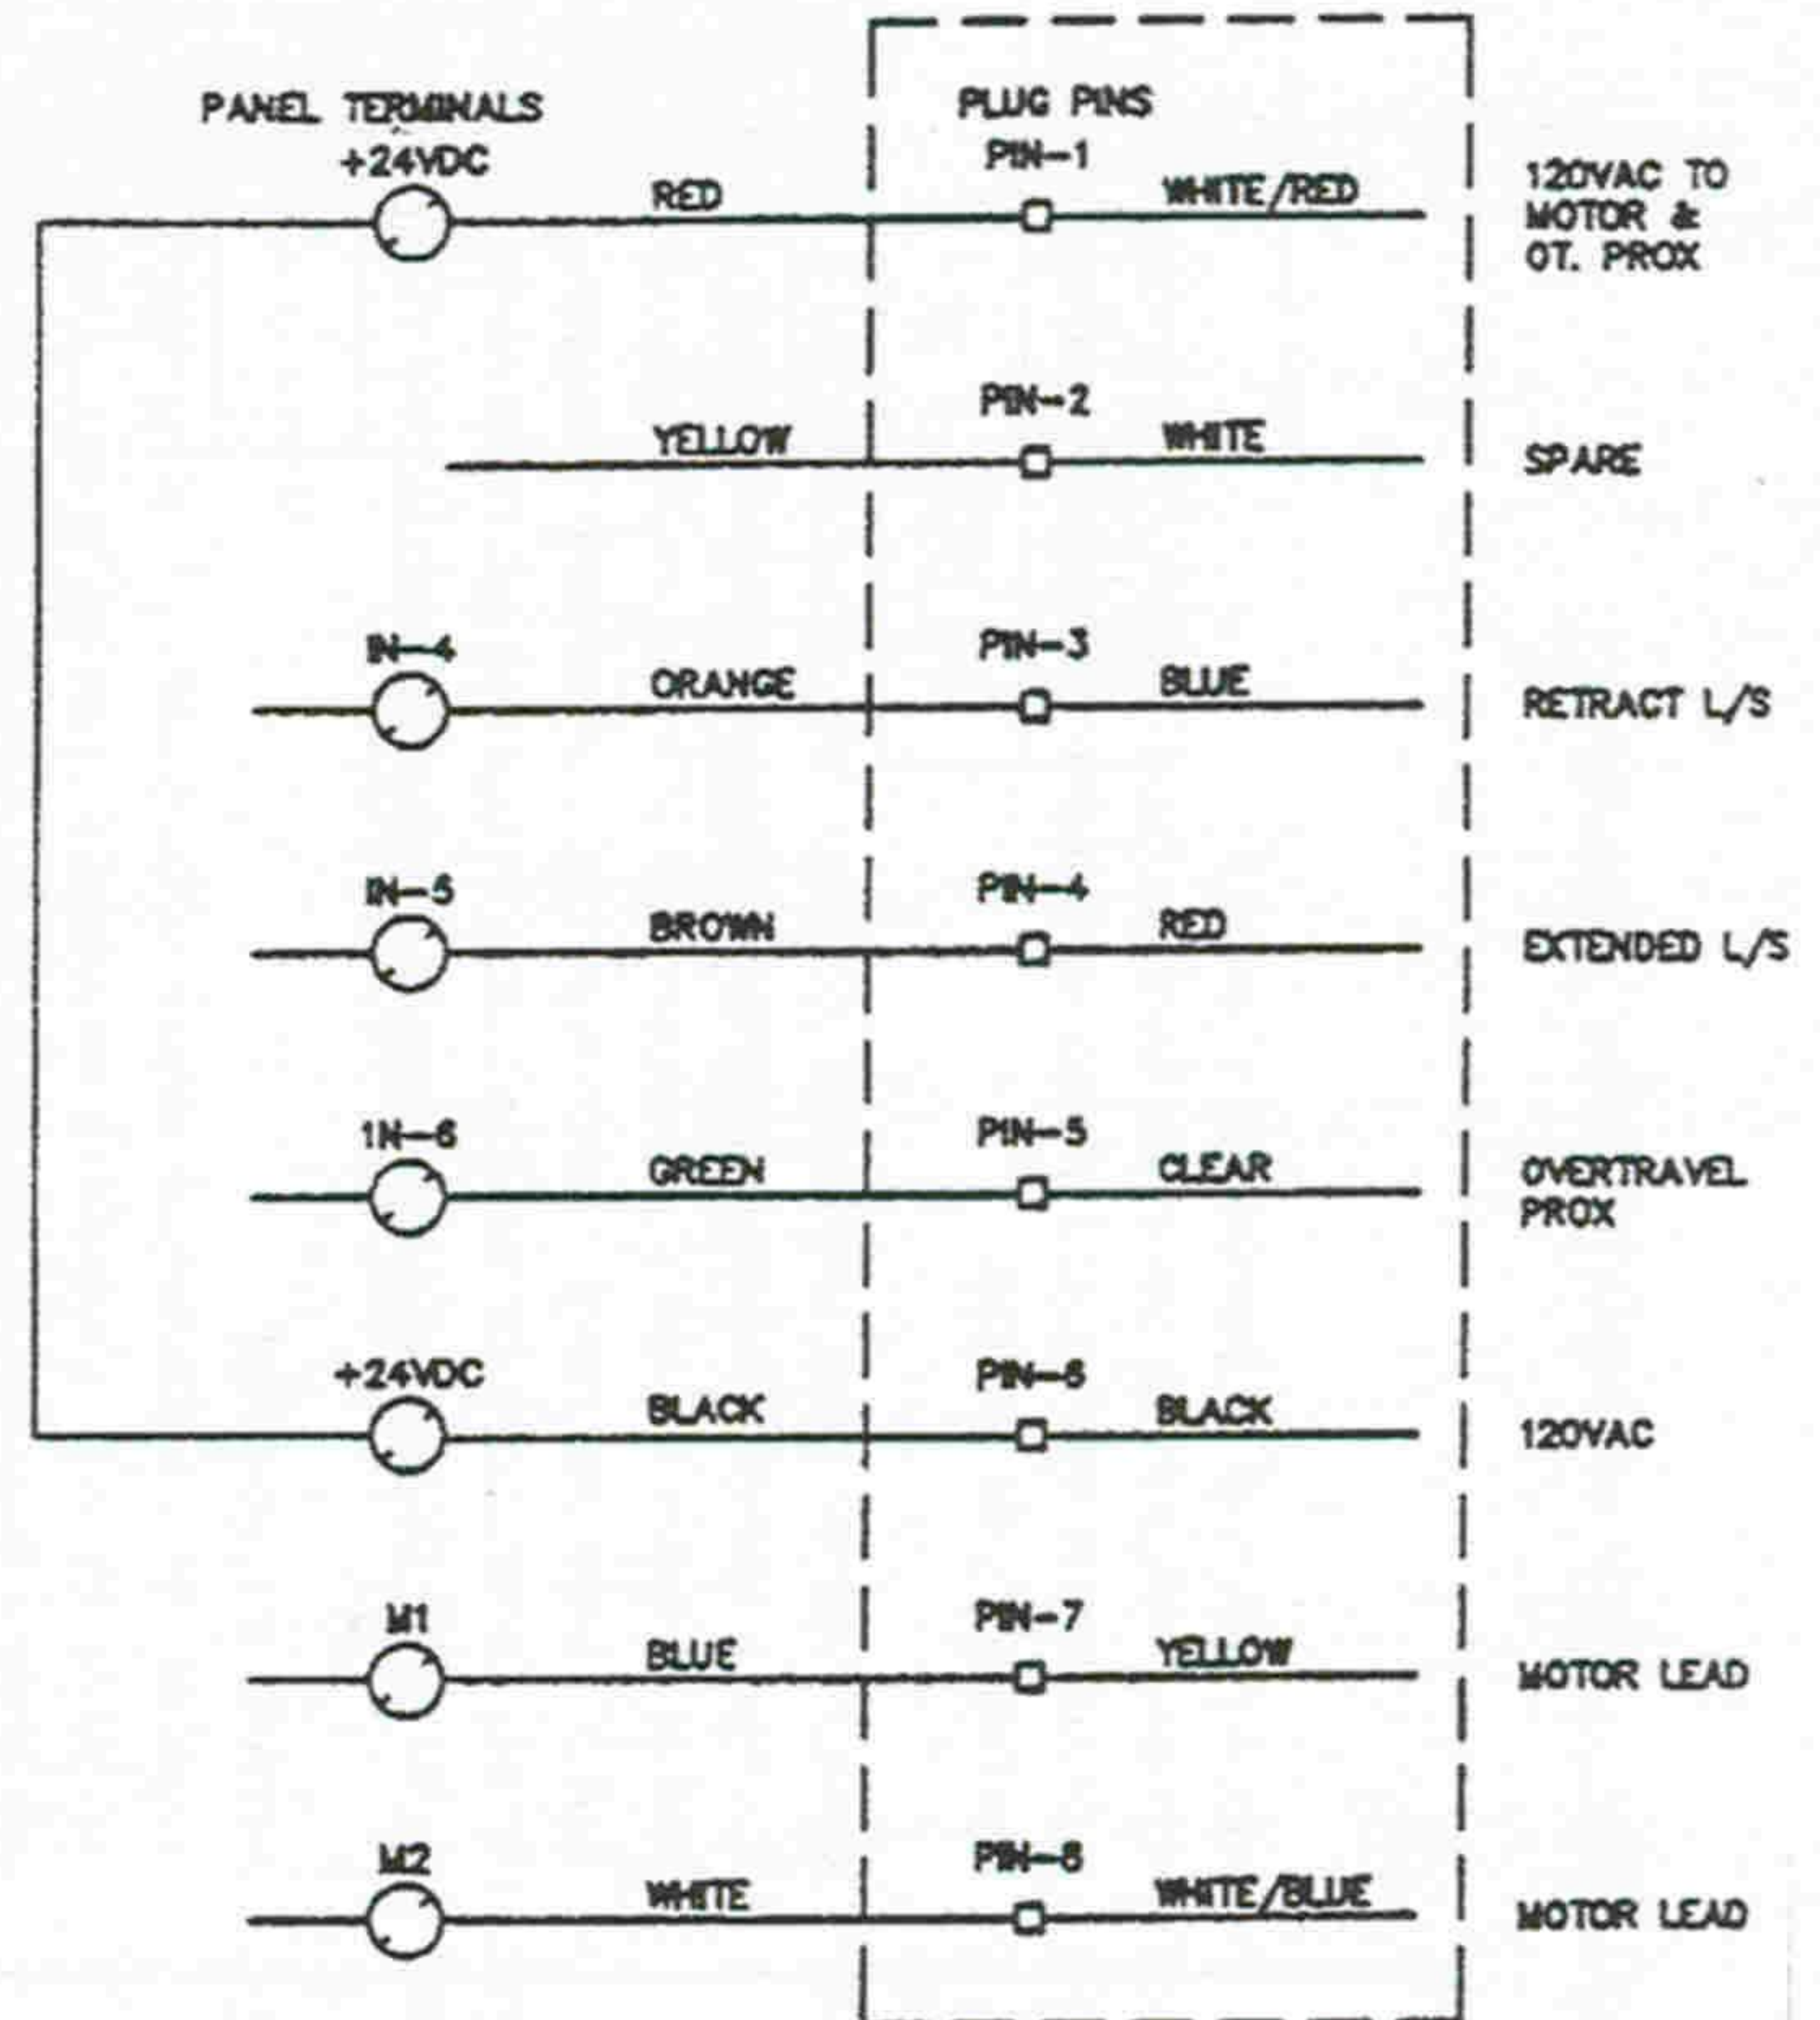 PANEL TERMINALS
PLUG PINS
+24VDC
RED
PIN-1
WHITE/RED
120VAC TO
MOTOR &
OT. PROX
YELLOW
PIN-2
WHITE
SPARE
IN-4
ORANGE
PIN-3
BLUE
RETRACT L/S
IN-5
BROWN
PIN-4
RED
EXTENDED L/S
1N-6
GREEN
PIN-5
CLEAR
OVERTRAVEL
PROX
+24VDC
BLACK
PIN-6
BLACK
120VAC
M1
BLUE
PIN-7
YELLOW
MOTOR LEAD
M2
WHITE
PIN-8
WHITE/BLUE
MOTOR LEAD